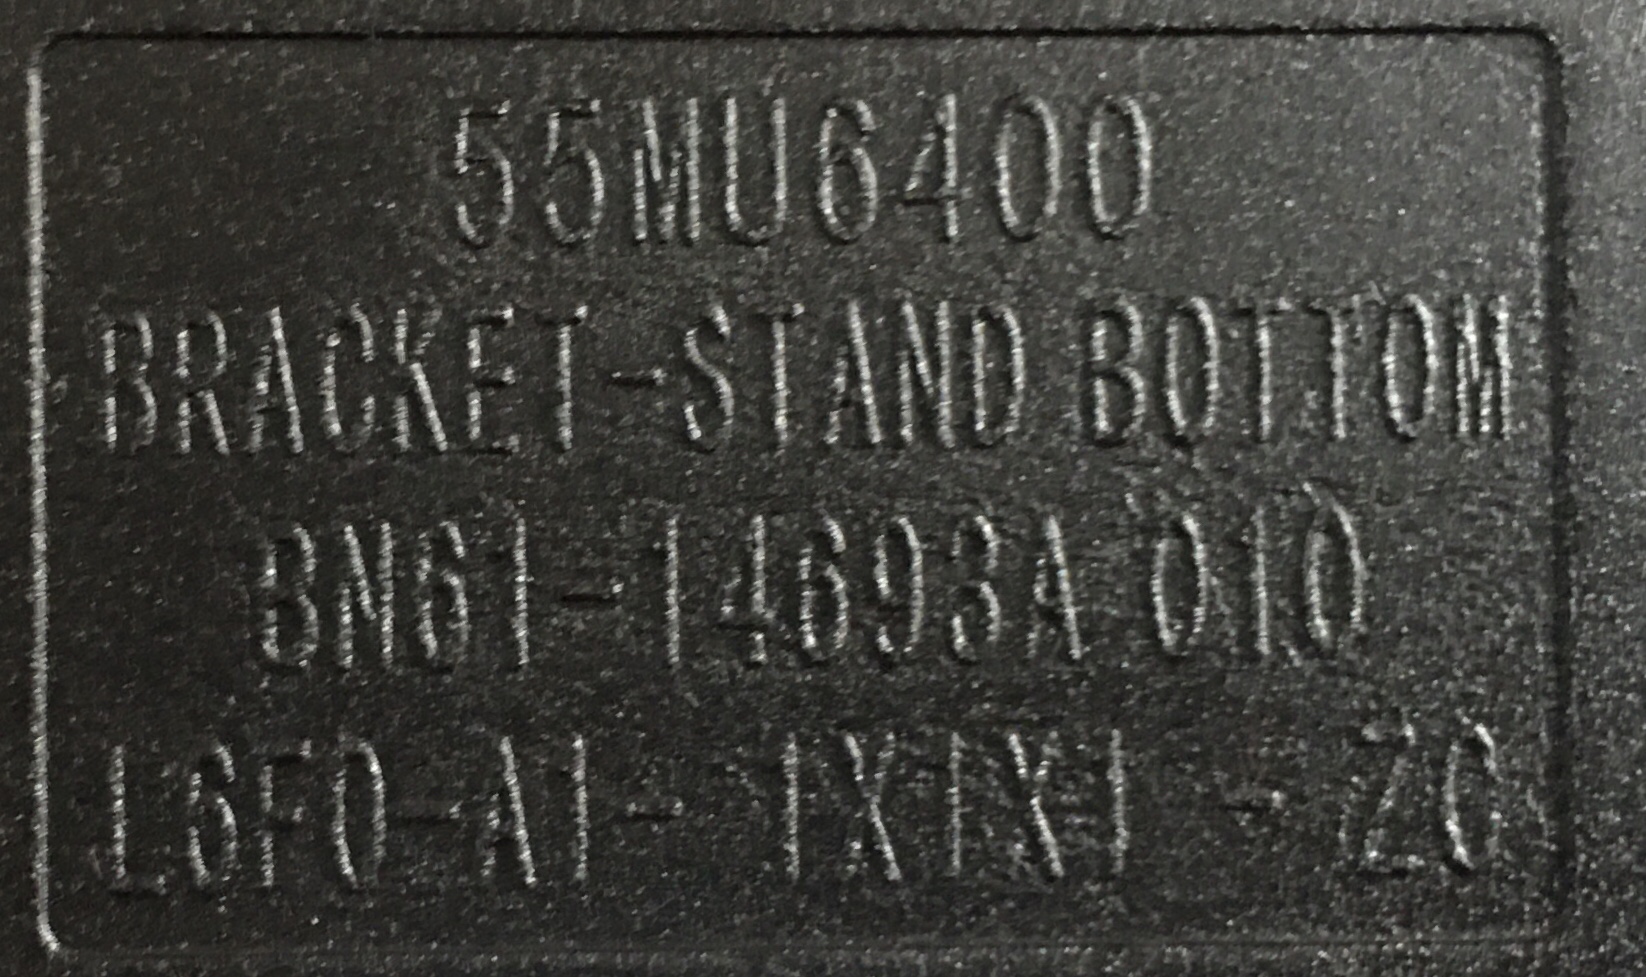 55MU6400
BRACKET-STAND BOTTOM
BN61-14693A 010
L6F0-A1- 1X1X1 - ZC